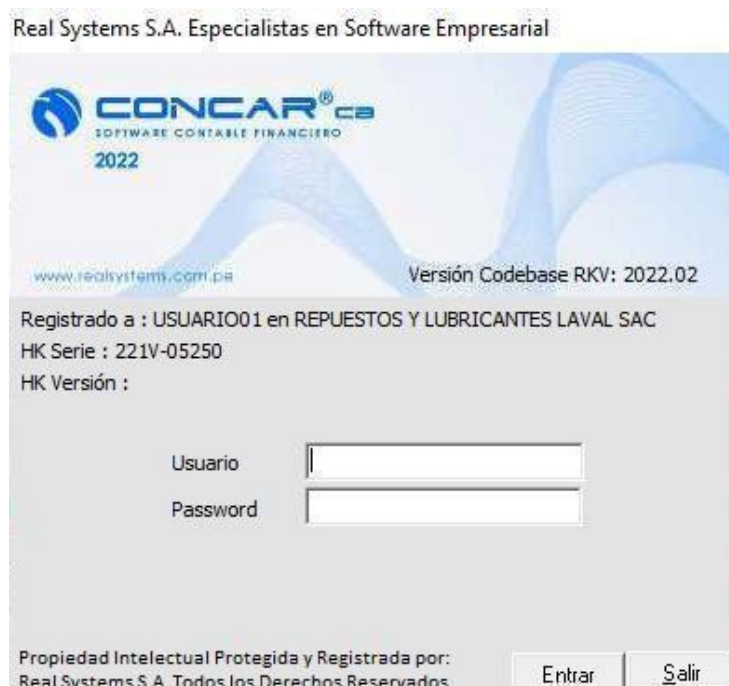 Real Systems S.A. Especialistas en Software Empresarial
CONCAR® CB
SOFTWARE CONTABLE FINANCIERO
2022
www.realsystems.com.pe
Versión Codebase RKV: 2022.02
Registrado a : USUARIO01 en REPUESTOS Y LUBRICANTES LAVAL SAC
HK Serie : 221V-05250
HK Versión :
Usuario
Password
Propiedad Intelectual Protegida y Registrada por:
Real Systems S.A. Todos los Derechos Reservados
Entrar
Salir